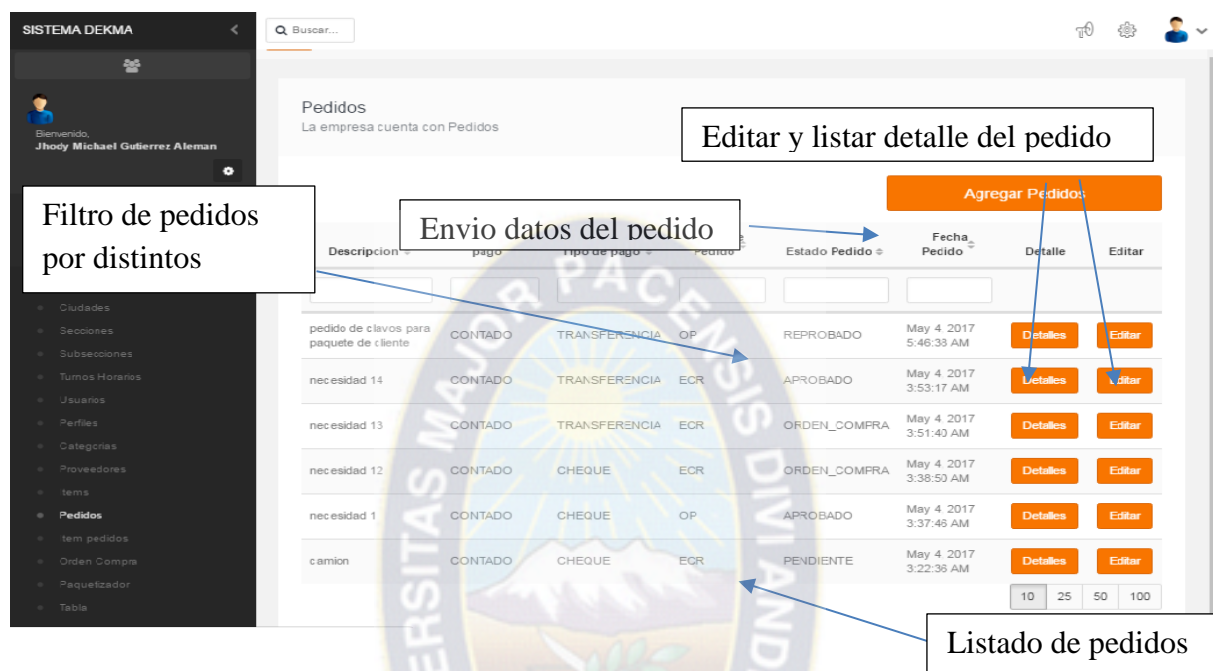 SISTEMA DEKMA
Buscar...
Bienvenido,
Jhody Michael Gutierrez Aleman
Pedidos
La empresa cuenta con Pedidos
Editar y listar detalle del pedido
Agregar Pedidos
Filtro de pedidos
por distintos
Envio datos del pedido
Descripcion
pago
Tipo de pago
Pedido
Estado Pedido
Fecha
Pedido
Detalle
Editar
Ciudades
Secciones
Subsecciones
Turnos Horarios
Usuarios
Perfiles
Categorias
Proveedores
Items
Pedidos
Item pedidos
Orden Compra
Paquetizador
Tabla
pedido de clavos para
paquete de cliente
CONTADO
TRANSFERENCIA
OP
REPROBADO
May 4, 2017
5:46:33 AM
Detalles
Editar
necesidad 14
CONTADO
TRANSFERENCIA
ECR
APROBADO
May 4, 2017
3:53:17 AM
Detalles
Editar
necesidad 13
CONTADO
TRANSFERENCIA
ECR
ORDEN_COMPRA
May 4, 2017
3:51:40 AM
Detalles
Editar
necesidad 12
CONTADO
CHEQUE
ECR
ORDEN_COMPRA
May 4, 2017
3:38:50 AM
Detalles
Editar
necesidad 1
CONTADO
CHEQUE
OP
APROBADO
May 4, 2017
3:37:46 AM
Detalles
Editar
camion
CONTADO
CHEQUE
ECR
PENDIENTE
May 4, 2017
3:22:36 AM
Detalles
Editar
10 25 50 100
Listado de pedidos